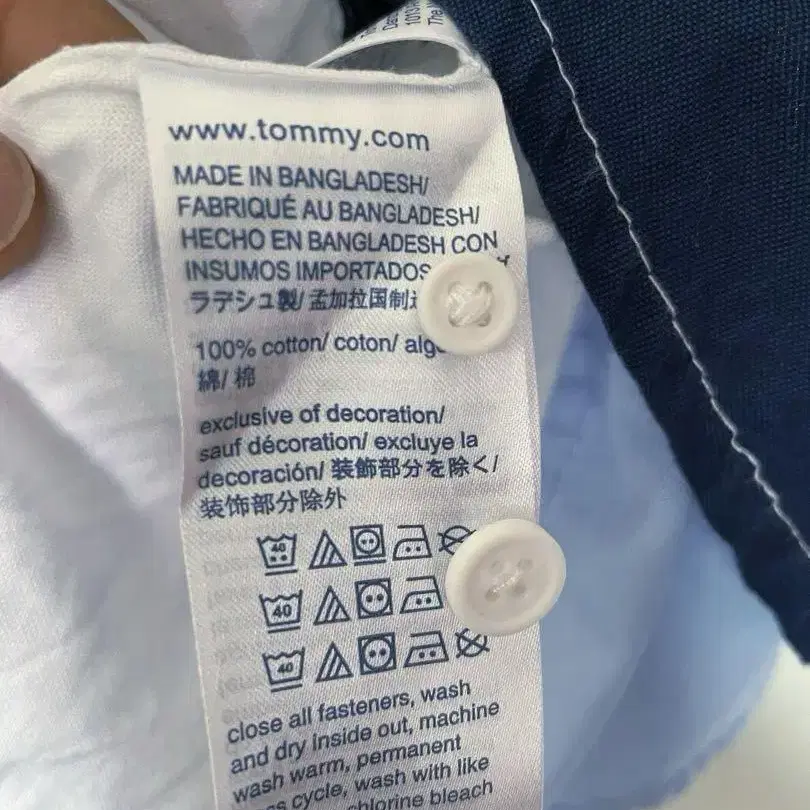 www.tommy.com
MADE IN BANGLADESH/
FABRIQUÉ AU BANGLADESH/
HECHO EN BANGLADESH CON
INSUMOS IMPORTADOS
ラデシュ製/ 孟加拉国制
100% cotton/ coton/
綿/ 棉
exclusive of decoration/
sauf décoration/ excluye la
decoración/ 装飾部分を除く/
装饰部分除外
40
40
40
close all fasteners, wash
and dry inside out, machine
wash warm, permanent
cycle, wash with like
chlorine bleach